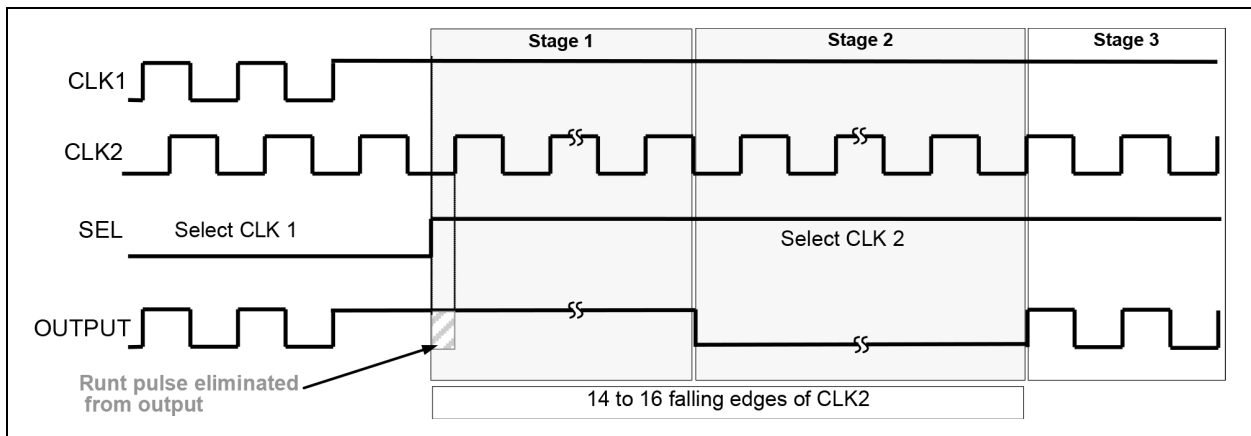 Stage 1
Stage 2
Stage 3
CLK1
CLK2
SEL
Select CLK 1
Select CLK 2
OUTPUT
Runt pulse eliminated
from output
14 to 16 falling edges of CLK2